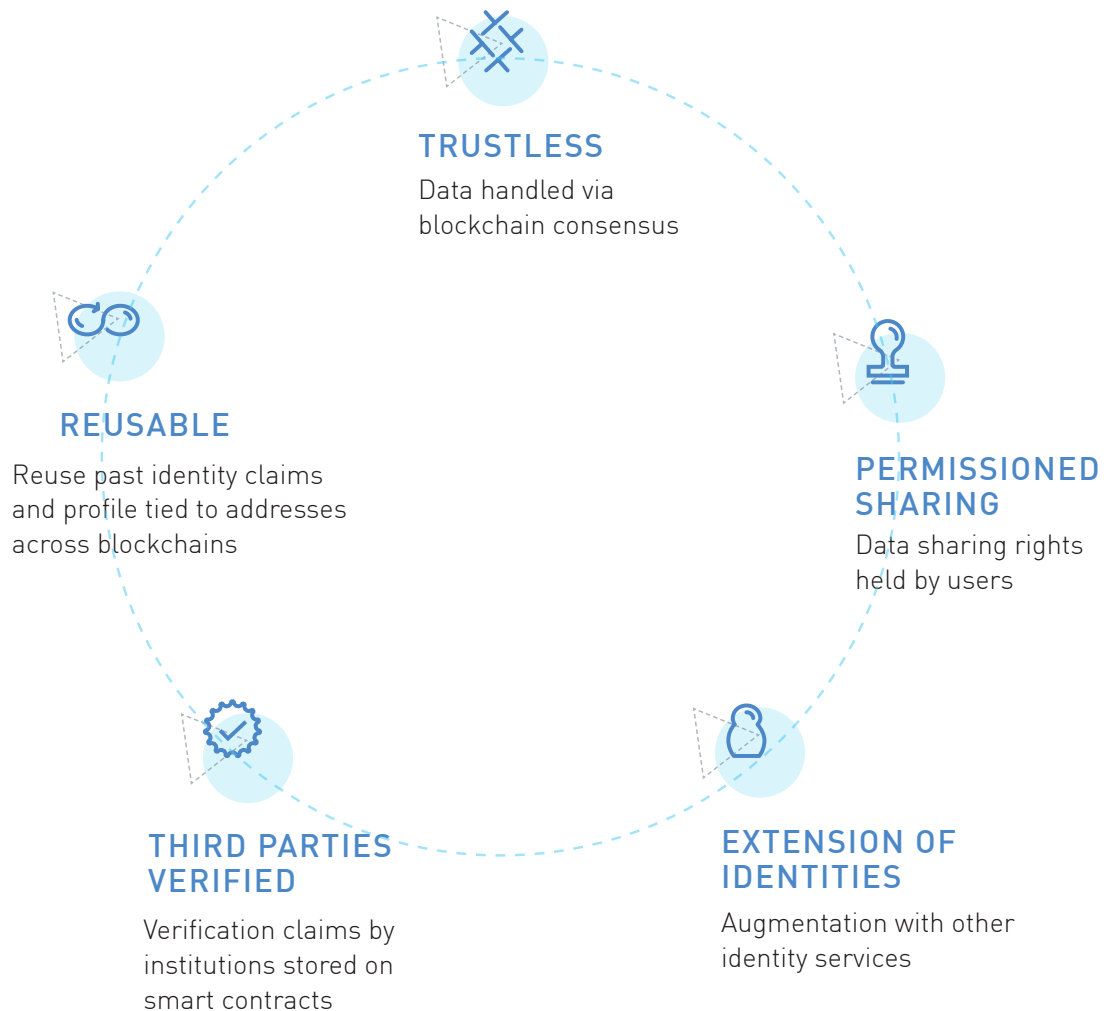 TRUSTLESS
Data handled via
blockchain consensus
REUSABLE
Reuse past identity claims
and profile tied to addresses
across blockchains
PERMISSIONED
SHARING
Data sharing rights
held by users
THIRD PARTIES
VERIFIED
Verification claims by
institutions stored on
smart contracts
EXTENSION OF
IDENTITIES
Augmentation with other
identity services